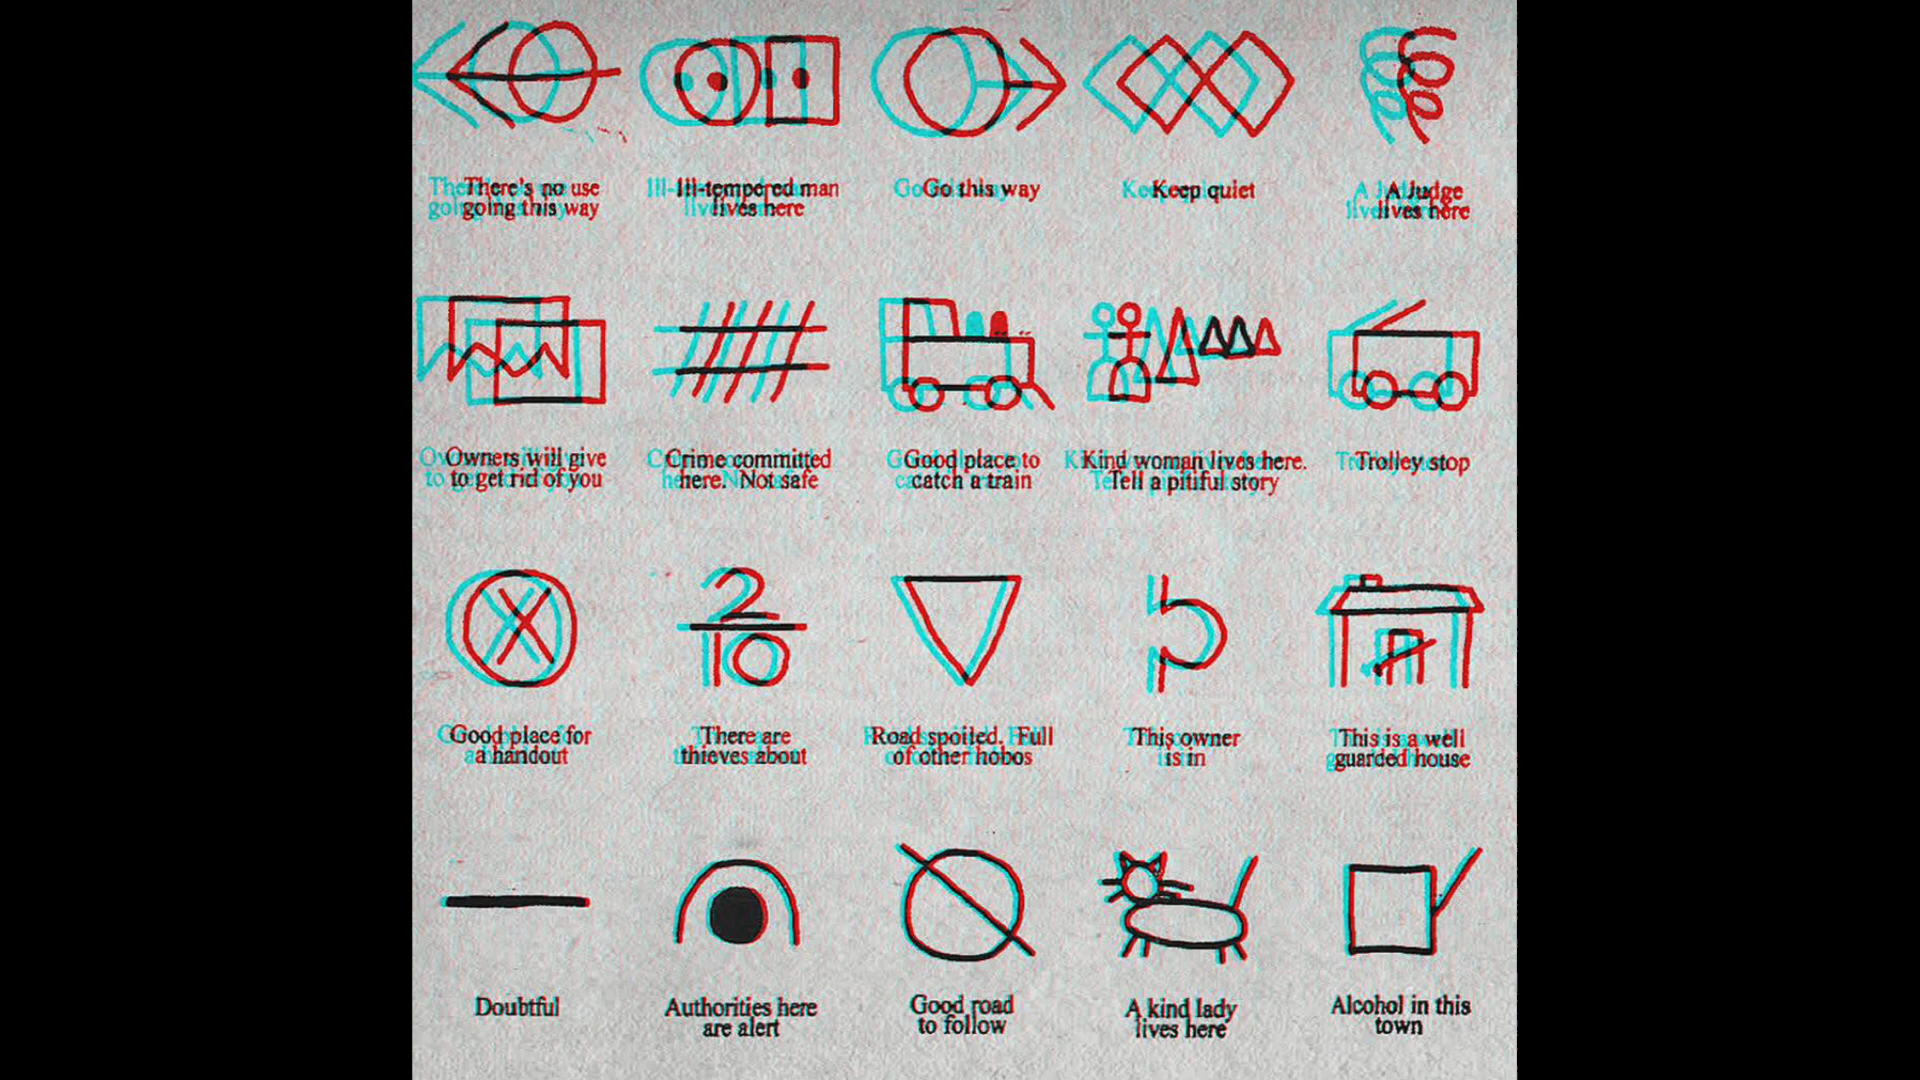 There's no use
going this way
Ill-tempered man
lives here
Go this way
Keep quiet
A Judge
lives here
Owners will give
to get rid of you
Crime committed
here. Not safe
Good place to
catch a train
Kind woman lives here.
Tell a pitiful story
Trolley stop
Good place for
a handout
2
10
There are
thieves about
Road spoiled. Full
of other hobos
This owner
is in
This is a well
guarded house
Doubtful
Authorities here
are alert
Good road
to follow
A kind lady
lives here
Alcohol in this
town